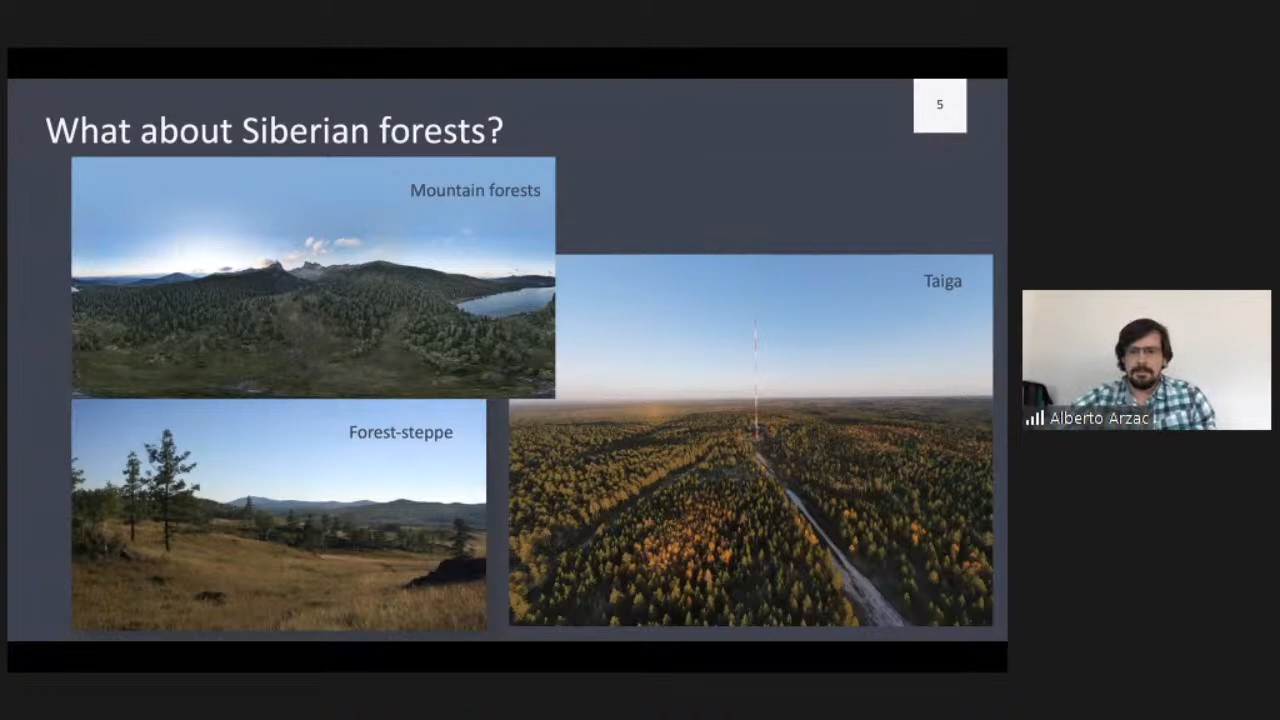 5
What about Siberian forests?
Mountain forests
Taiga
Forest-steppe
Alberto Arzac